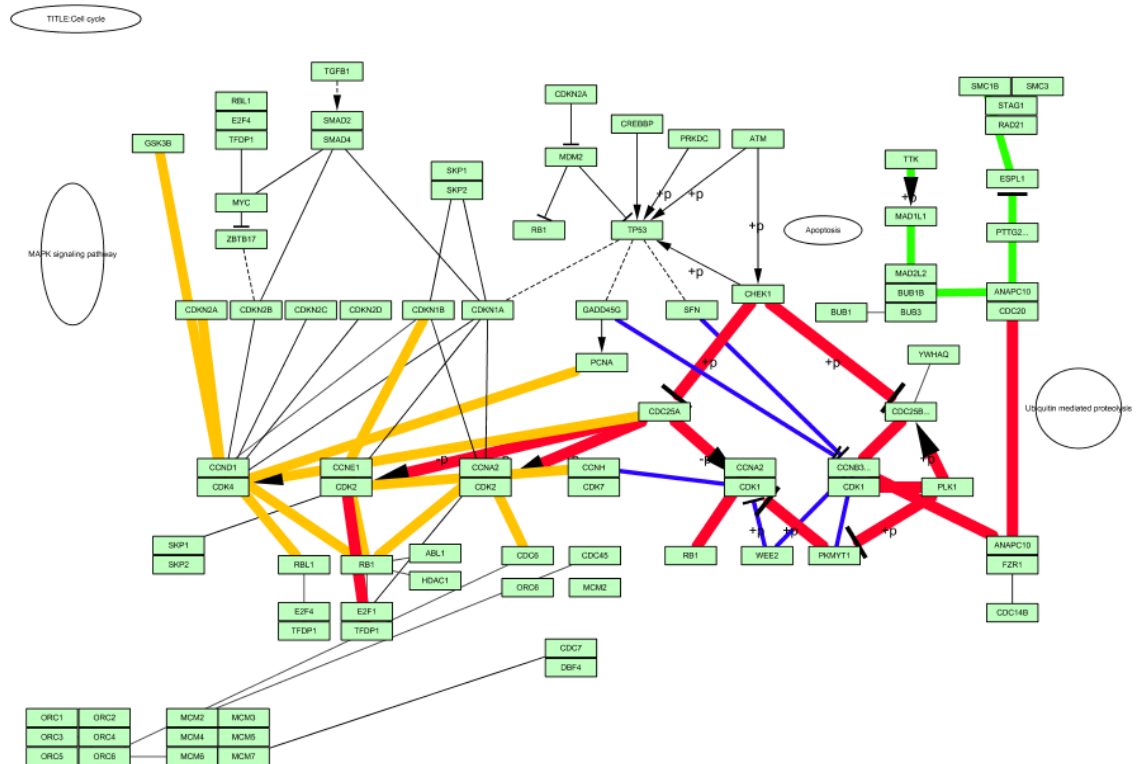 TITLE:Cell cycle
TGFB1
SMC1B SMC3
CDKN2A
RBL1
STAG1
E2F4
SMAD2
CREBBP
RAD21
GSK3B
TFDP1
SMAD4
PRKDC
ATM
MDM2
TTK
SKP1
ESPL1
SKP2
+p +p +p
MYC
MAD1L1
RB1
TP53
Apoptosis
+p
PTTG2...
ZBTB17
MAPK signaling pathway
+p
MAD2L2
CHEK1
BUB1B
ANAPC10
CDKN2A CDKN2B CDKN2C CDKN2D CDKN1B CDKN1A GADD45G SFN
BUB1
BUB3
CDC20
YWHAQ
PCNA
+p +p
CDC25A
CDC25B...
Ubiquitin mediated proteolysis
-p -p
+p
CCND1 CCNE1 CCNA2 CCNH CCNA2 CCNB3...
CDK4 CDK2 CDK2 CDK7 CDK1 CDK1 PLK1
+p +p +p
SKP1
ABL1
CDC6
CDC45
RB1
WEE2
PKMYT1
ANAPC10
SKP2
RBL1
RB1
FZR1
HDAC1
ORC6
MCM2
E2F4
E2F1
CDC14B
TFDP1
TFDP1
CDC7
DBF4
ORC1 ORC2 MCM2 MCM3
ORC3 ORC4 MCM4 MCM5
ORC5 ORC6 MCM6 MCM7